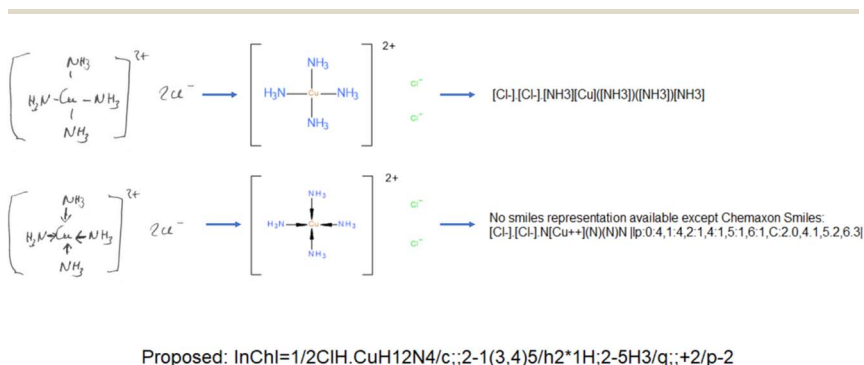 NH3 2+
H3N-Cu-NH3 2Cl-
NH3
2+
NH3
H3N Cu NH3
NH3
Cl-
Cl-
[Cl-].[Cl-].[NH3][Cu]([NH3])([NH3])[NH3]
NH3 2+
H3N→Cu←NH3 2Cl-
NH3
2+
NH3
H3N Cu NH3
NH3
Cl-
Cl-
No smiles representation available except Chemaxon Smiles:
[Cl-].[Cl-].N[Cu++](N)(N)N |lp:0:4,1:4,2:1,4:1,5:1,6:1,C:2.0,4.1,5.2,6.3|
Proposed: InChI=1/2ClH.CuH12N4/c;;2-1(3,4)5/h2*1H;2-5H3/q;;+2/p-2